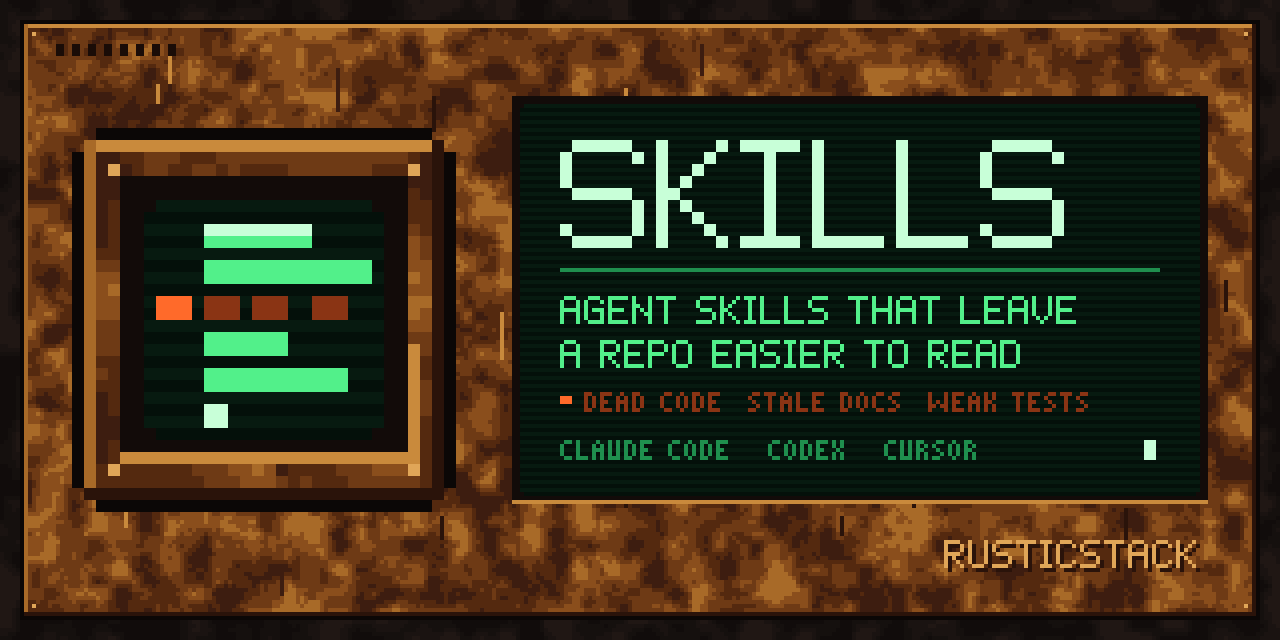 SKILLS
AGENT SKILLS THAT LEAVE
A REPO EASIER TO READ
DEAD CODE STALE DOCS WEAK TESTS
CLAUDE CODE CODEX CURSOR
RUSTICSTACK